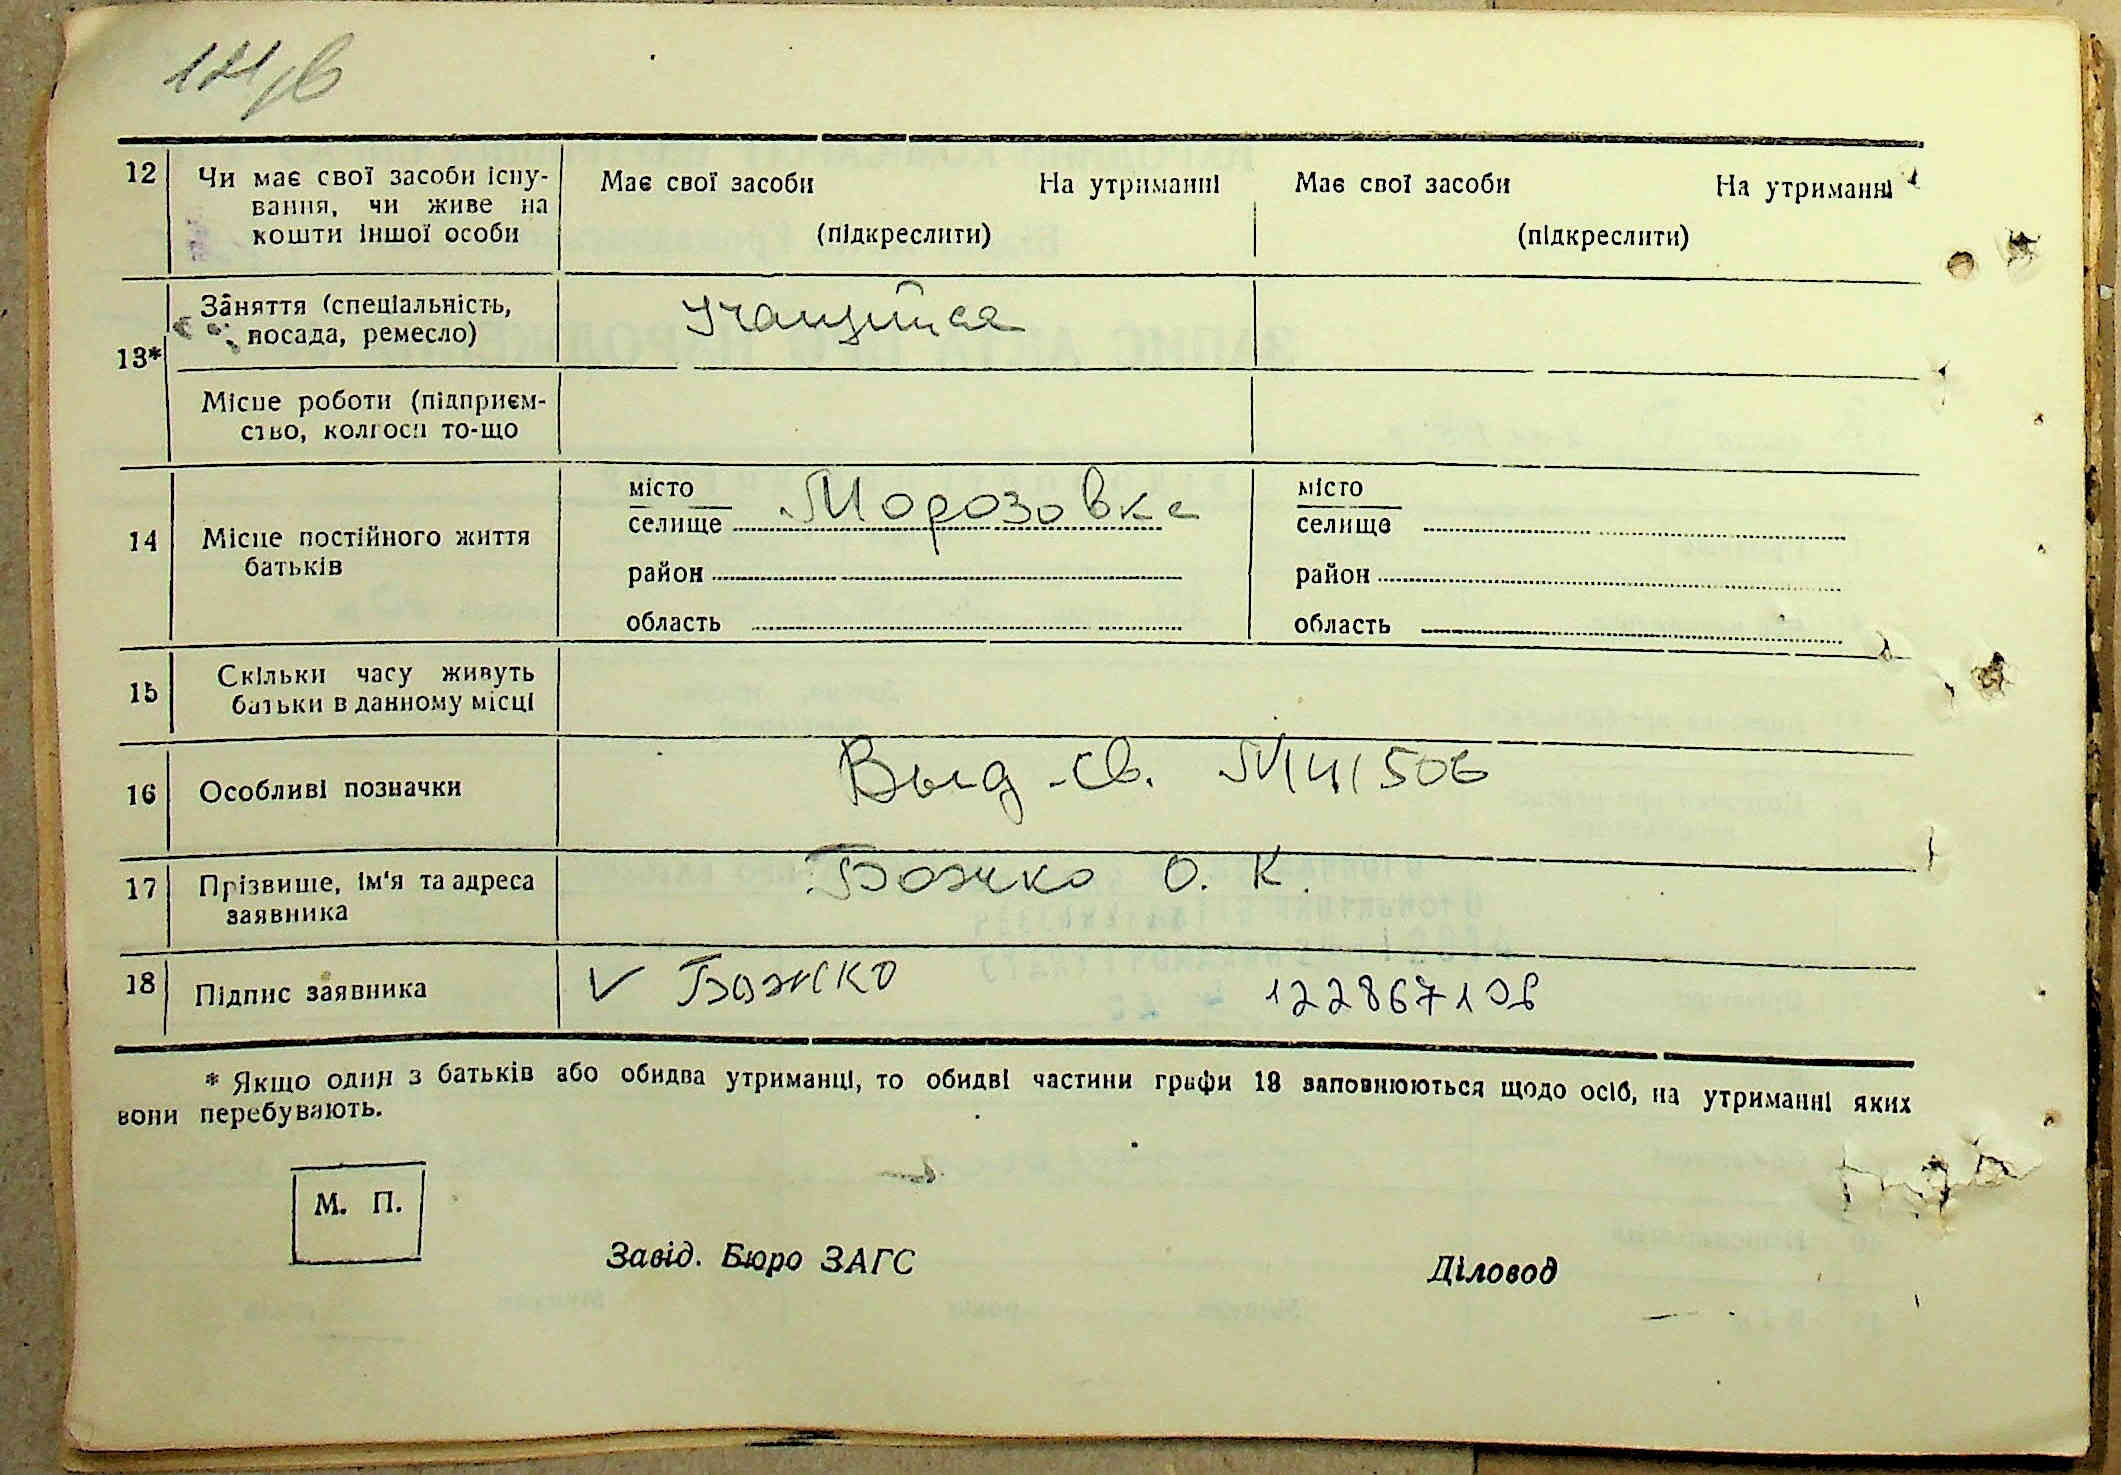 12 Чи має свої засоби існу- Має свої засоби На утриманні Має свої засоби На утриманні
вання, чи живе на
кошти іншої особи (підкреслити) (підкреслити)
Заняття (спеціальність, Учащийся
посада, ремесло)
13*
Місце роботи (підприєм-
ство, колгосп то-що
місто місто
селище Морозовка селище
14 Місце постійного життя
батьків
район район
область область
Скільки часу живуть
15 батьки в данному місці
16 Особливі позначки Выд. св. МЧ 1506
17 Прізвище, ім'я та адреса Божко О. К.
заявника
18 Підпис заявника V Божко 122867198
* Якщо один з батьків або обидва утриманці, то обидві частини графи 13 заповнюються щодо осіб, на утриманні яких
вони перебувають.
М. П.
Завід. Бюро ЗАГС Діловод